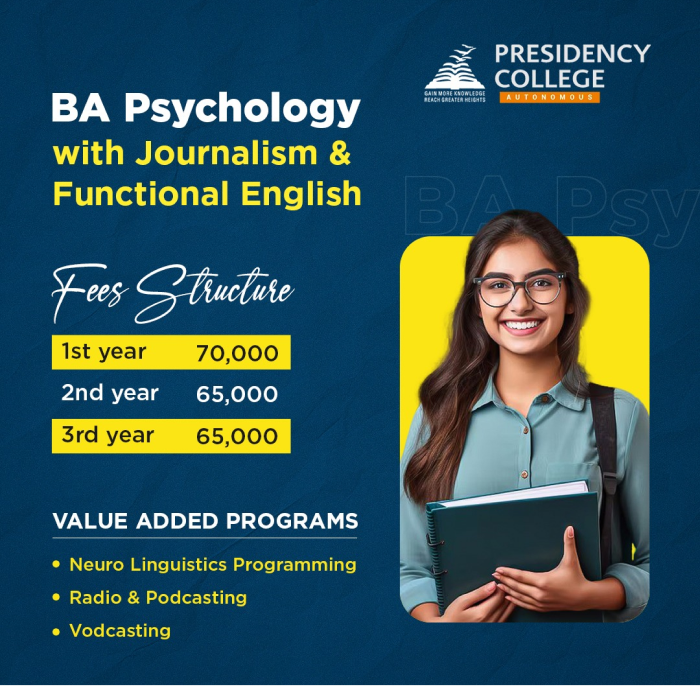 PRESIDENCY
COLLEGE
AUTONOMOUS
GAIN MORE KNOWLEDGE
REACH GREATER HEIGHTS
BA Psychology
with Journalism &
Functional English
BA Psy
Fees Structure
1st year 70,000
2nd year 65,000
3rd year 65,000
VALUE ADDED PROGRAMS
• Neuro Linguistics Programming
• Radio & Podcasting
• Vodcasting